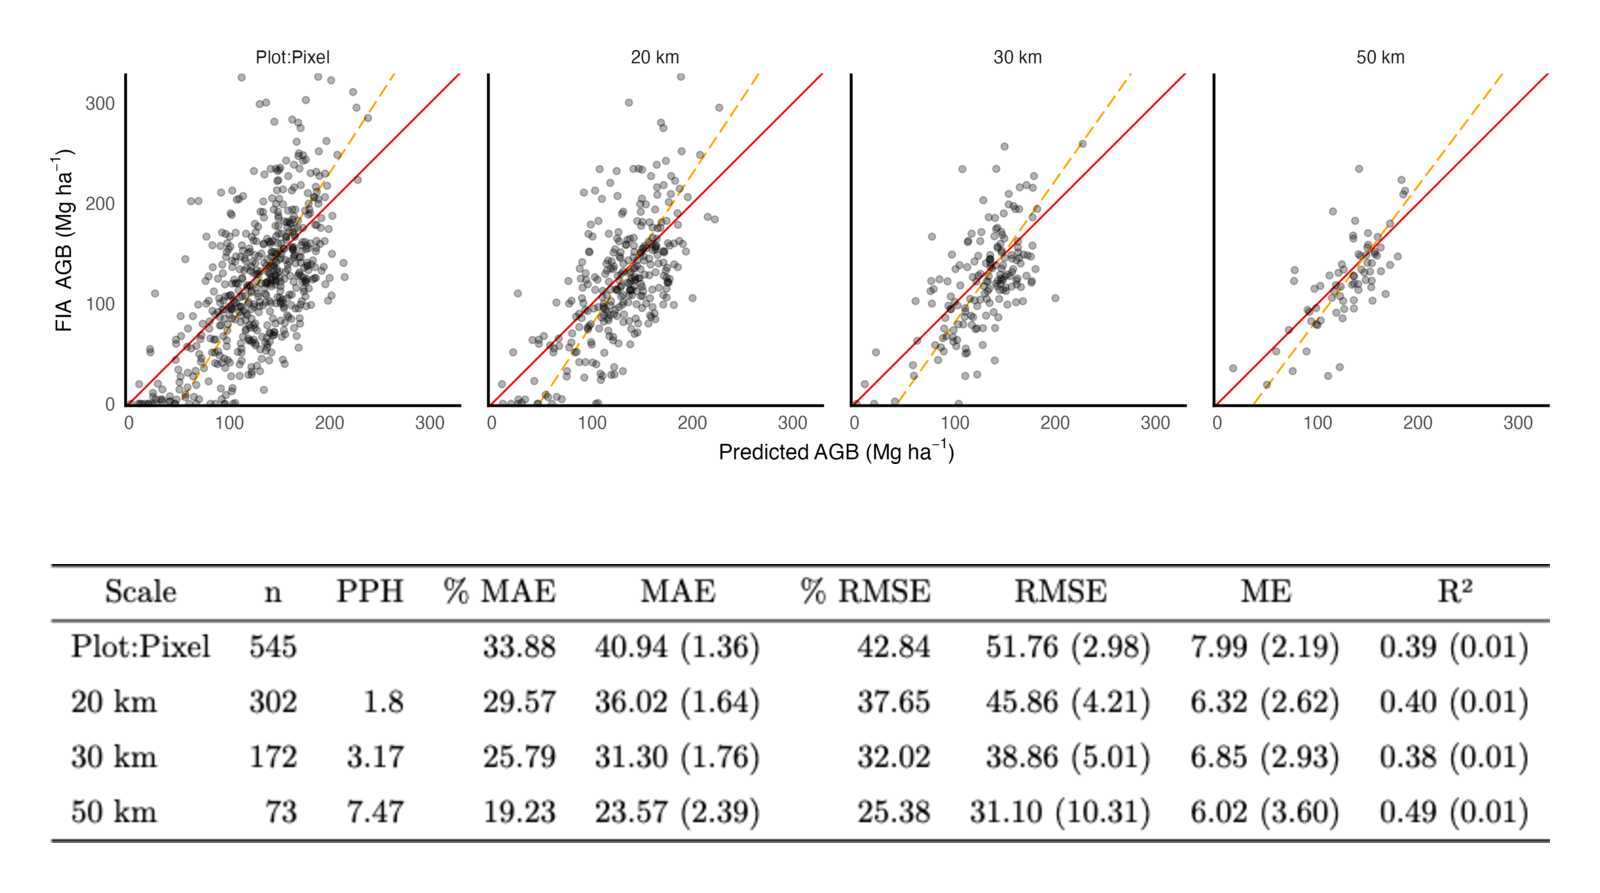 Plot:Pixel 20 km 30 km 50 km
300
200
100
0
FIA AGB (Mg ha⁻¹)
0 100 200 300 0 100 200 300 0 100 200 300 0 100 200 300
Predicted AGB (Mg ha⁻¹)
Scale n PPH % MAE MAE % RMSE RMSE ME R²
Plot:Pixel 545 33.88 40.94 (1.36) 42.84 51.76 (2.98) 7.99 (2.19) 0.39 (0.01)
20 km 302 1.8 29.57 36.02 (1.64) 37.65 45.86 (4.21) 6.32 (2.62) 0.40 (0.01)
30 km 172 3.17 25.79 31.30 (1.76) 32.02 38.86 (5.01) 6.85 (2.93) 0.38 (0.01)
50 km 73 7.47 19.23 23.57 (2.39) 25.38 31.10 (10.31) 6.02 (3.60) 0.49 (0.01)